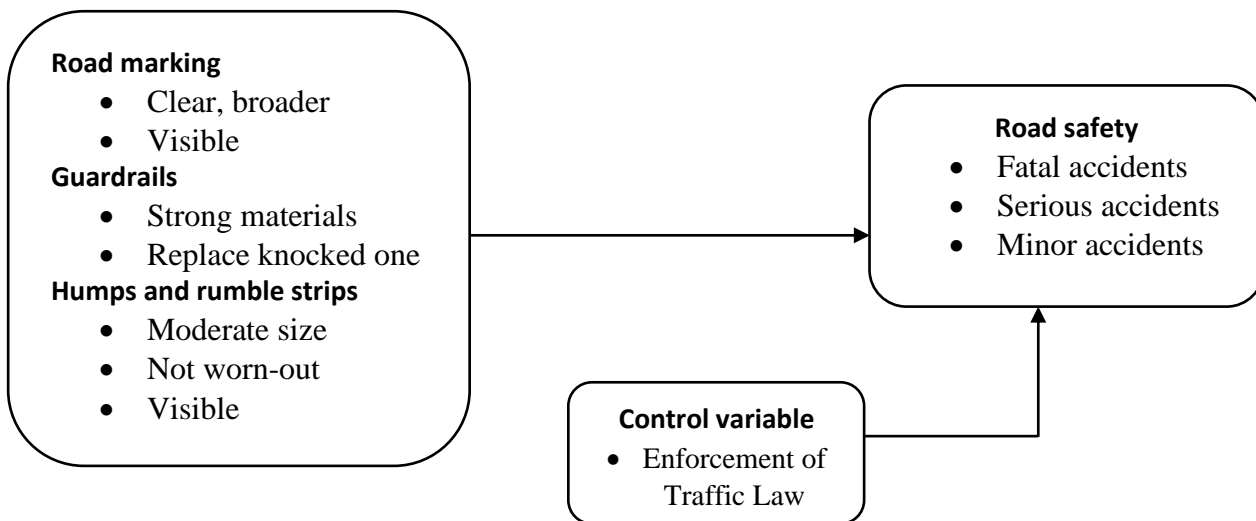 Road marking
• Clear, broader
• Visible
Guardrails
• Strong materials
• Replace knocked one
Humps and rumble strips
• Moderate size
• Not worn-out
• Visible
Road safety
• Fatal accidents
• Serious accidents
• Minor accidents
Control variable
• Enforcement of
Traffic Law